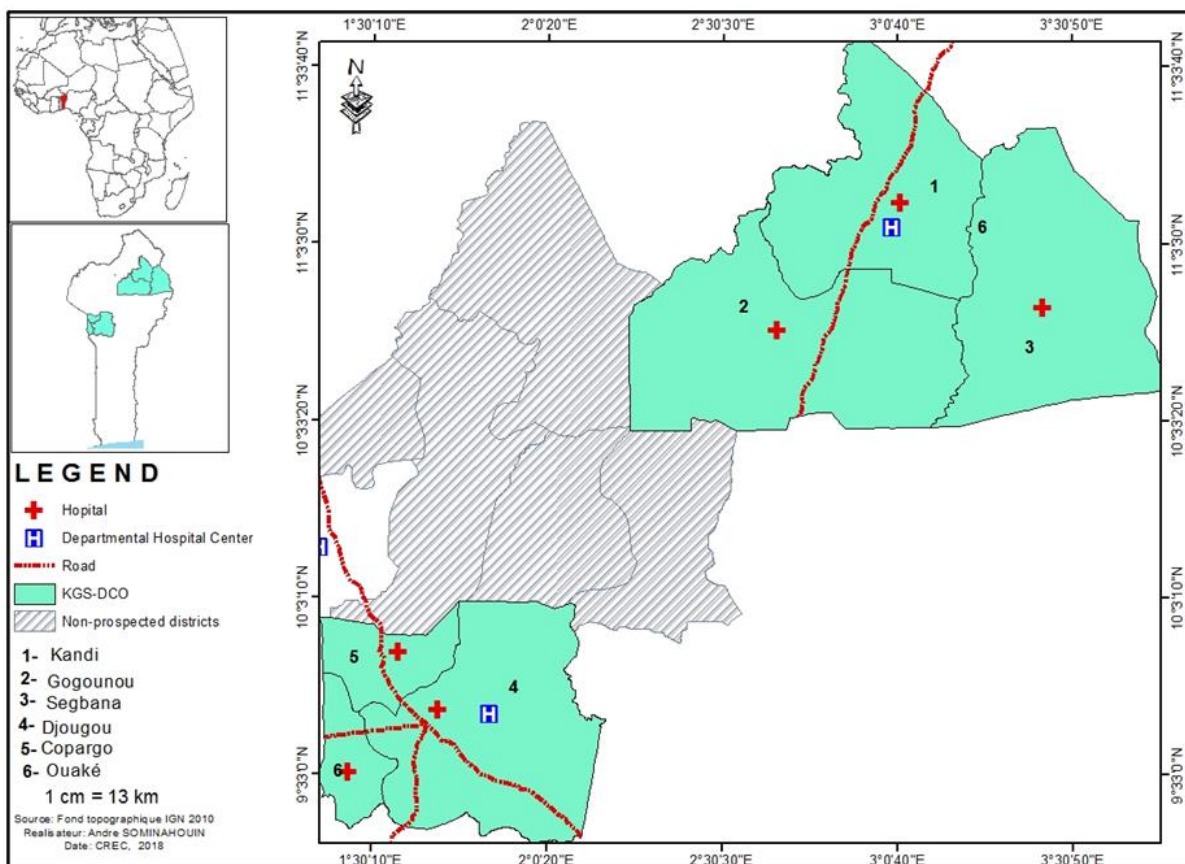 1°30'10"E 2°0'20"E 2°30'30"E 3°0'40"E 3°30'50"E
11°33'40"N
11°3'30"N
10°33'20"N
10°3'10"N
9°33'0"N
N
1
H
6
2
3
H
5
4
H
6
11°33'40"N
11°3'30"N
10°33'20"N
10°3'10"N
9°33'0"N
1°30'10"E 2°0'20"E 2°30'30"E 3°0'40"E 3°30'50"E
LEGEND
Hopital
H Departmental Hospital Center
Road
KGS-DCO
Non-prospected districts
1- Kandi
2- Gogounou
3- Segbana
4- Djougou
5- Copargo
6- Ouaké
1 cm = 13 km
Source: Fond topographique IGN 2010
Realisateur: Andre SOMINAHOUIN
Date: CREC, 2018